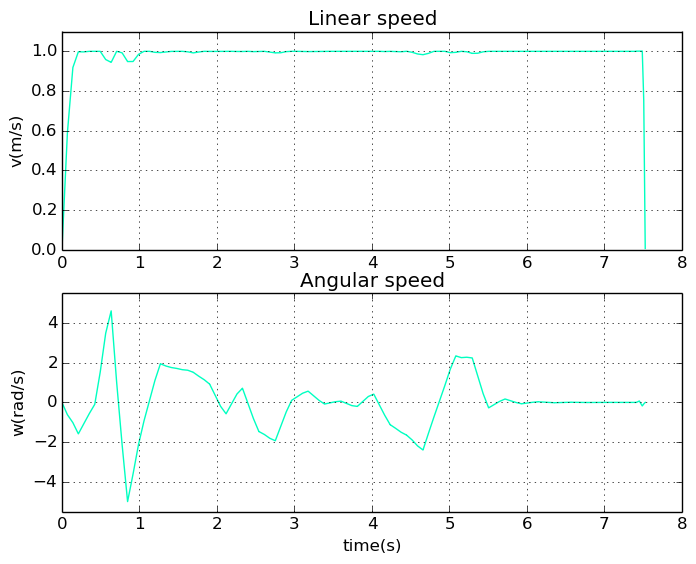 Linear speed
v(m/s)
1.0
0.8
0.6
0.4
0.2
0.0
0 1 2 3 4 5 6 7 8
Angular speed
w(rad/s)
4
2
0
−2
−4
0 1 2 3 4 5 6 7 8
time(s)